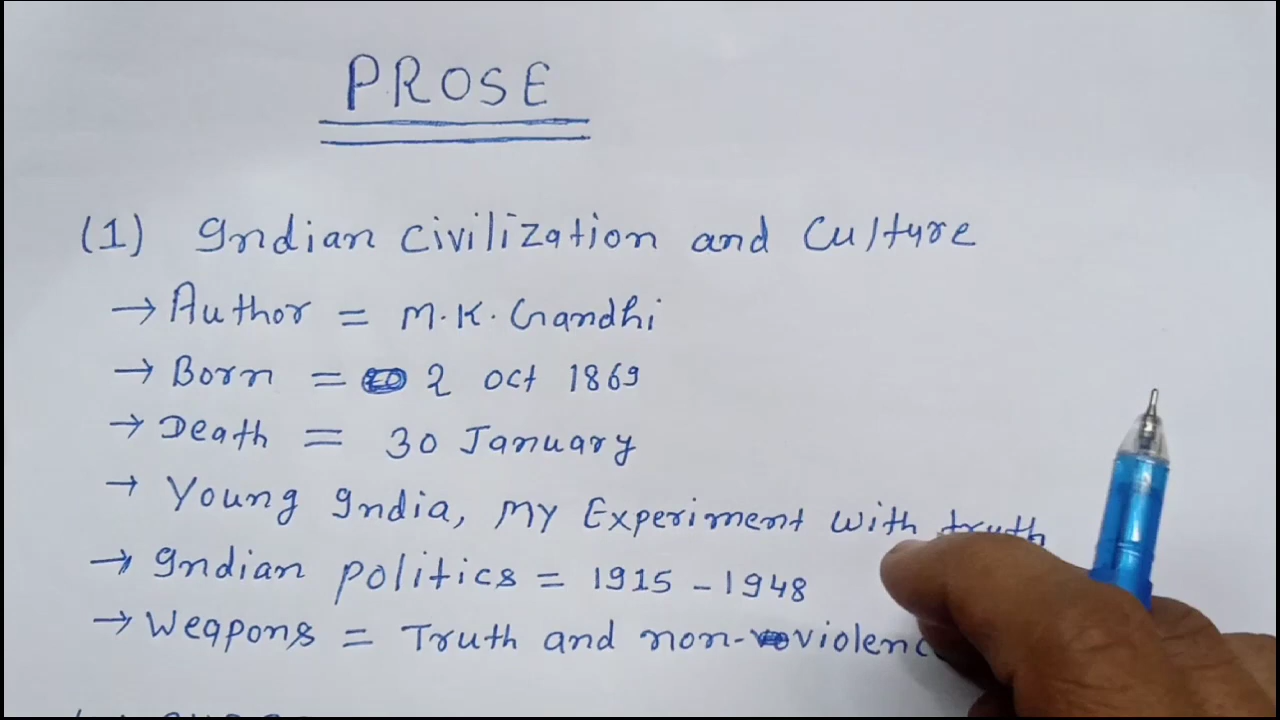 PROSE
(1) Indian Civilization and Culture
→ Author = M.K. Gandhi
→ Born = 2 Oct 1869
→ Death = 30 January
→ Young India, My Experiment with truth
→ Indian politics = 1915 - 1948
→ Weapons = Truth and non-violenc